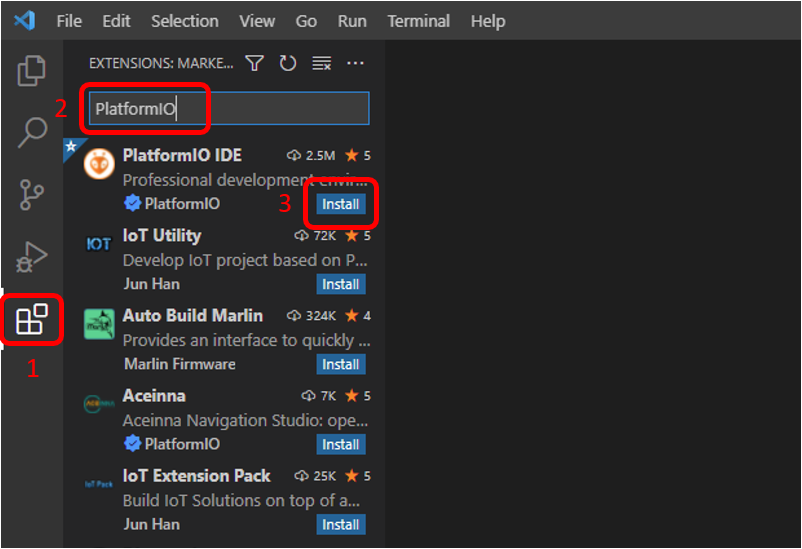 File Edit Selection View Go Run Terminal Help
EXTENSIONS: MARKE...
2
PlatformIO
PlatformIO IDE 2.5M 5
Professional development envir...
PlatformIO Install
3
IoT Utility 72K 5
IOT
Develop IoT project based on P...
Jun Han Install
1
Auto Build Marlin 324K 4
Provides an interface to quickly ...
Marlin Firmware Install
Aceinna 7K 5
Aceinna Navigation Studio: ope...
PlatformIO Install
IoT Extension Pack 25K 5
IoT Pack
Build IoT Solutions on top of a...
Jun Han Install